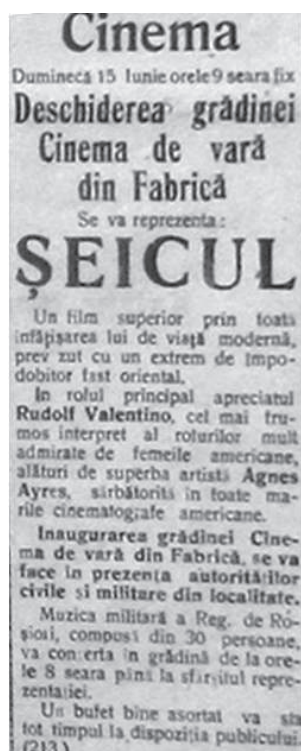 Cinema
Duminecă 15 Iunie orele 9 seara fix
Deschiderea grădinei
Cinema de vară
din Fabrică
Se va reprezenta:
ȘEICUL
Un film superior prin toată
înfățișarea lui de viață modernă,
prev zut cu un extrem de împo-
dobitor fast oriental.
In rolul principal apreciatul
Rudolf Valentino, cel mai fru-
mos interpret al rolurilor mult
admirate de femeile americane,
alături de superba artistă Agnes
Ayres, sărbătorită in toate ma-
rile cinematografe americane.
Inaugurarea grădinei Cine-
ma de vară din Fabrică, se va
face în prezența autorităților
civile și militare din localitate.
Muzica militară a Reg. de Ro-
șiori, compusă din 30 persoane,
va concerta în grădină de la ore-
le 8 seara până la sfârșitul repre-
zentației.
Un bufet bine asortat va sta
tot timpul la dispoziția publicului
(213)